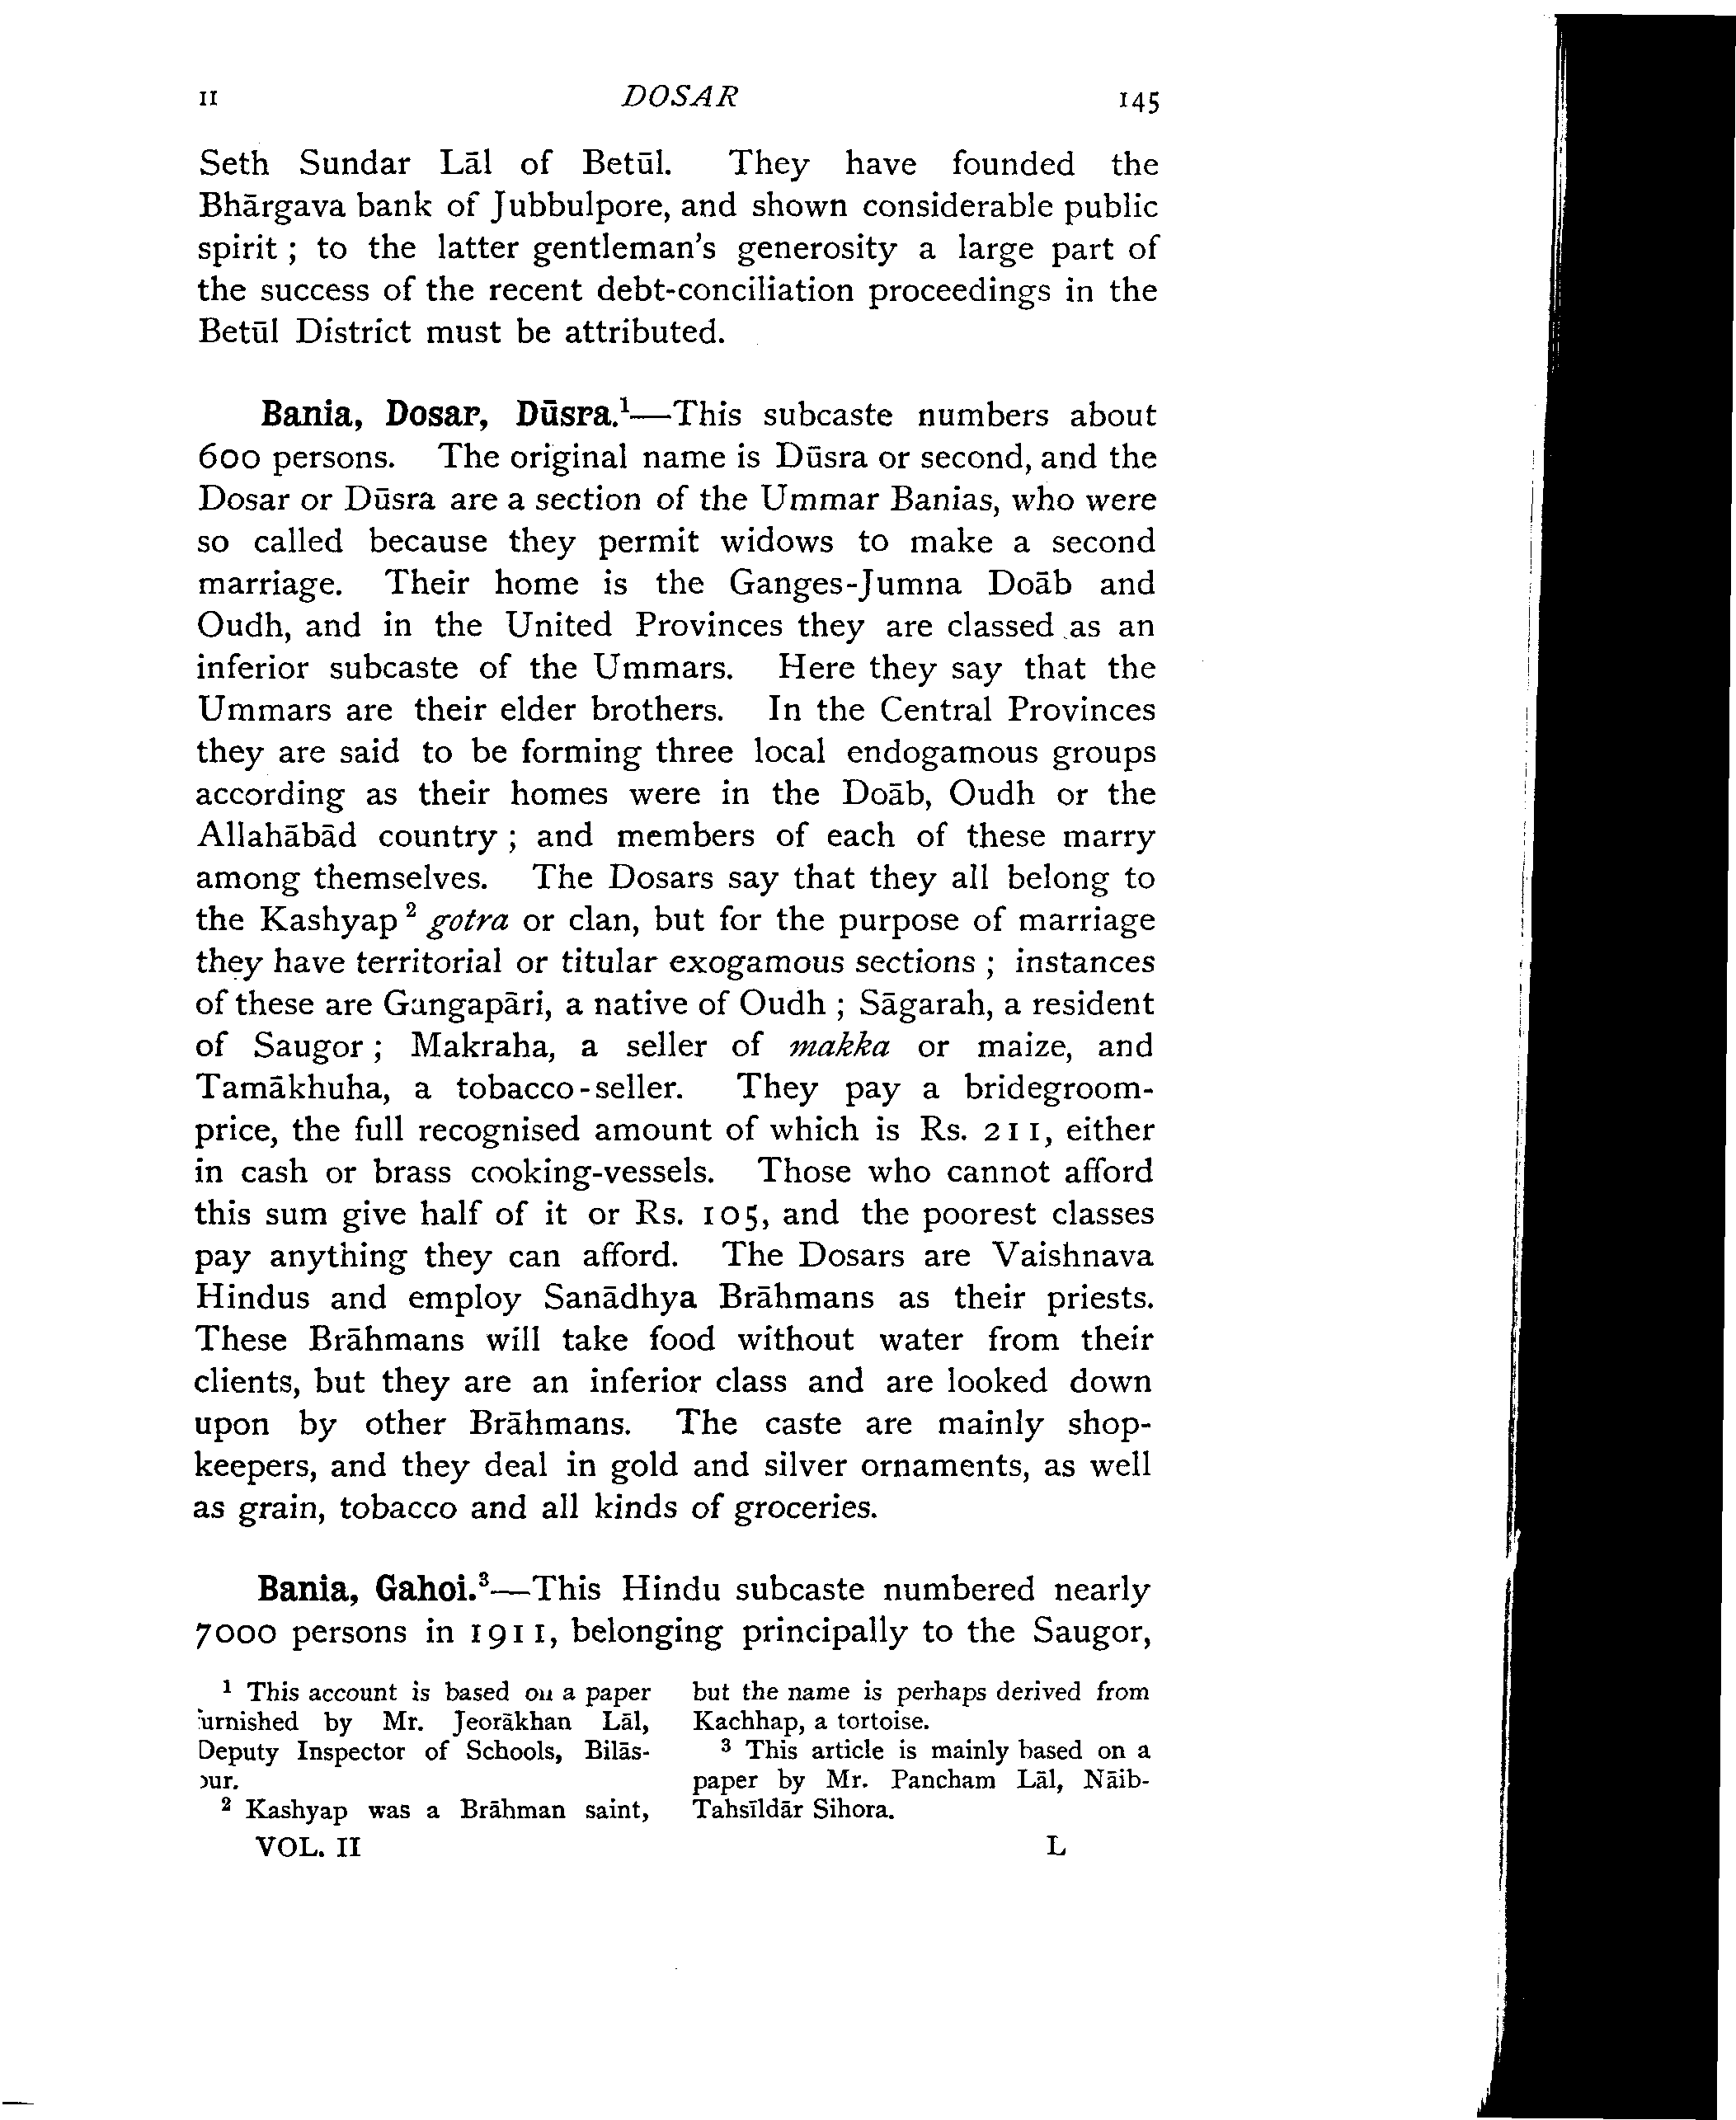 II DOSAR 145
Seth Sundar Lāl of Betūl. They have founded the
Bhārgava bank of Jubbulpore, and shown considerable public
spirit ; to the latter gentleman's generosity a large part of
the success of the recent debt-conciliation proceedings in the
Betūl District must be attributed.
Bania, Dosar, Dūsra.¹—This subcaste numbers about
600 persons. The original name is Dūsra or second, and the
Dosar or Dūsra are a section of the Ummar Banias, who were
so called because they permit widows to make a second
marriage. Their home is the Ganges-Jumna Doāb and
Oudh, and in the United Provinces they are classed as an
inferior subcaste of the Ummars. Here they say that the
Ummars are their elder brothers. In the Central Provinces
they are said to be forming three local endogamous groups
according as their homes were in the Doāb, Oudh or the
Allahābād country ; and members of each of these marry
among themselves. The Dosars say that they all belong to
the Kashyap ² gotra or clan, but for the purpose of marriage
they have territorial or titular exogamous sections ; instances
of these are Gangapāri, a native of Oudh ; Sāgarah, a resident
of Saugor ; Makraha, a seller of makka or maize, and
Tamākhuha, a tobacco-seller. They pay a bridegroom-
price, the full recognised amount of which is Rs. 211, either
in cash or brass cooking-vessels. Those who cannot afford
this sum give half of it or Rs. 105, and the poorest classes
pay anything they can afford. The Dosars are Vaishnava
Hindus and employ Sanādhya Brāhmans as their priests.
These Brāhmans will take food without water from their
clients, but they are an inferior class and are looked down
upon by other Brāhmans. The caste are mainly shop-
keepers, and they deal in gold and silver ornaments, as well
as grain, tobacco and all kinds of groceries.
Bania, Gahoi.³—This Hindu subcaste numbered nearly
7000 persons in 1911, belonging principally to the Saugor,
¹ This account is based on a paper
urnished by Mr. Jeorākhan Lāl,
Deputy Inspector of Schools, Bilās-
pur.
² Kashyap was a Brāhman saint,
but the name is perhaps derived from
Kachhap, a tortoise.
³ This article is mainly based on a
paper by Mr. Pancham Lāl, Nāib-
Tahsīldār Sihora.
VOL. II L